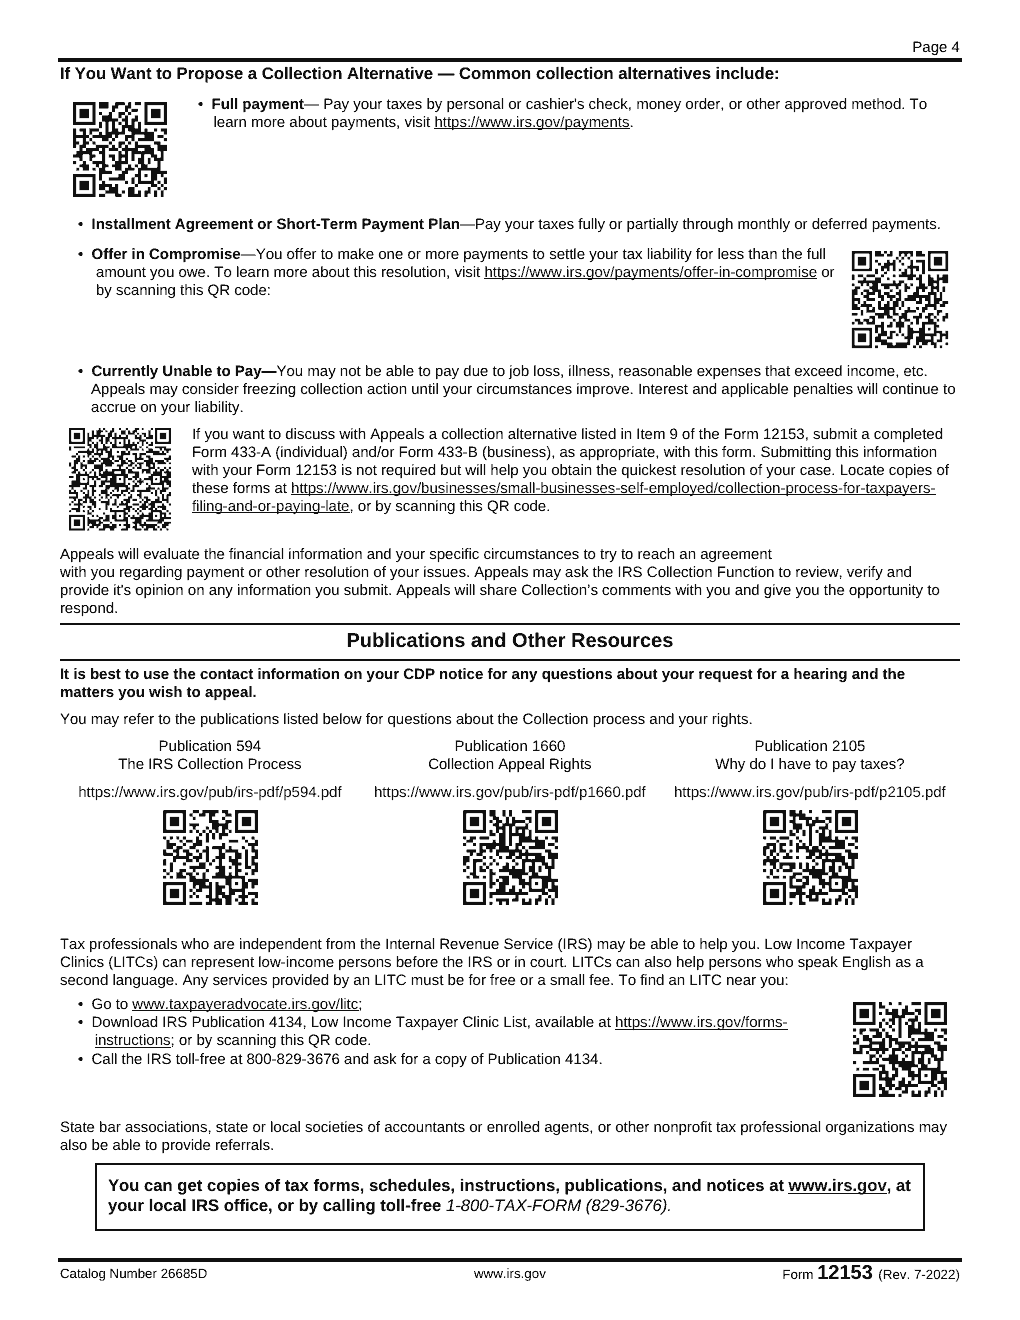 Page 4
If You Want to Propose a Collection Alternative — Common collection alternatives include:
• Full payment— Pay your taxes by personal or cashier's check, money order, or other approved method. To
learn more about payments, visit https://www.irs.gov/payments.
• Installment Agreement or Short-Term Payment Plan—Pay your taxes fully or partially through monthly or deferred payments.
• Offer in Compromise—You offer to make one or more payments to settle your tax liability for less than the full
amount you owe. To learn more about this resolution, visit https://www.irs.gov/payments/offer-in-compromise or
by scanning this QR code:
• Currently Unable to Pay—You may not be able to pay due to job loss, illness, reasonable expenses that exceed income, etc.
Appeals may consider freezing collection action until your circumstances improve. Interest and applicable penalties will continue to
accrue on your liability.
If you want to discuss with Appeals a collection alternative listed in Item 9 of the Form 12153, submit a completed
Form 433-A (individual) and/or Form 433-B (business), as appropriate, with this form. Submitting this information
with your Form 12153 is not required but will help you obtain the quickest resolution of your case. Locate copies of
these forms at https://www.irs.gov/businesses/small-businesses-self-employed/collection-process-for-taxpayers-
filing-and-or-paying-late, or by scanning this QR code.
Appeals will evaluate the financial information and your specific circumstances to try to reach an agreement
with you regarding payment or other resolution of your issues. Appeals may ask the IRS Collection Function to review, verify and
provide it's opinion on any information you submit. Appeals will share Collection's comments with you and give you the opportunity to
respond.
Publications and Other Resources
It is best to use the contact information on your CDP notice for any questions about your request for a hearing and the
matters you wish to appeal.
You may refer to the publications listed below for questions about the Collection process and your rights.
Publication 594
The IRS Collection Process
https://www.irs.gov/pub/irs-pdf/p594.pdf
Publication 1660
Collection Appeal Rights
https://www.irs.gov/pub/irs-pdf/p1660.pdf
Publication 2105
Why do I have to pay taxes?
https://www.irs.gov/pub/irs-pdf/p2105.pdf
Tax professionals who are independent from the Internal Revenue Service (IRS) may be able to help you. Low Income Taxpayer
Clinics (LITCs) can represent low-income persons before the IRS or in court. LITCs can also help persons who speak English as a
second language. Any services provided by an LITC must be for free or a small fee. To find an LITC near you:
• Go to www.taxpayeradvocate.irs.gov/litc;
• Download IRS Publication 4134, Low Income Taxpayer Clinic List, available at https://www.irs.gov/forms-
instructions; or by scanning this QR code.
• Call the IRS toll-free at 800-829-3676 and ask for a copy of Publication 4134.
State bar associations, state or local societies of accountants or enrolled agents, or other nonprofit tax professional organizations may
also be able to provide referrals.
You can get copies of tax forms, schedules, instructions, publications, and notices at www.irs.gov, at
your local IRS office, or by calling toll-free 1-800-TAX-FORM (829-3676).
Catalog Number 26685D
www.irs.gov
Form 12153 (Rev. 7-2022)